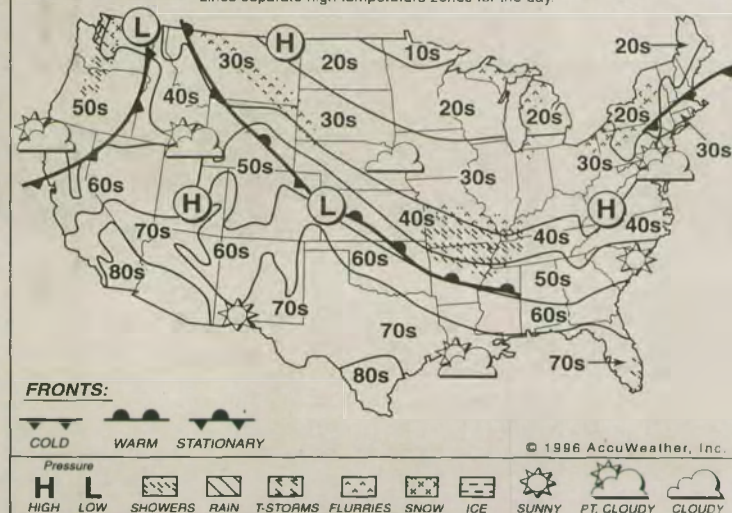 Lines separate high temperature zones for the day.
L
H
10s
20s
20s
30s
20s
20s
20s
50s
40s
30s
30s
30s
50s
30s
60s
H
L
40s
H
40s
70s
60s
60s
40s
50s
80s
70s
60s
70s
70s
80s
FRONTS:
COLD WARM STATIONARY
© 1996 AccuWeather, Inc.
Pressure
H L
HIGH LOW SHOWERS RAIN T-STORMS FLURRIES SNOW ICE SUNNY PT. CLOUDY CLOUDY